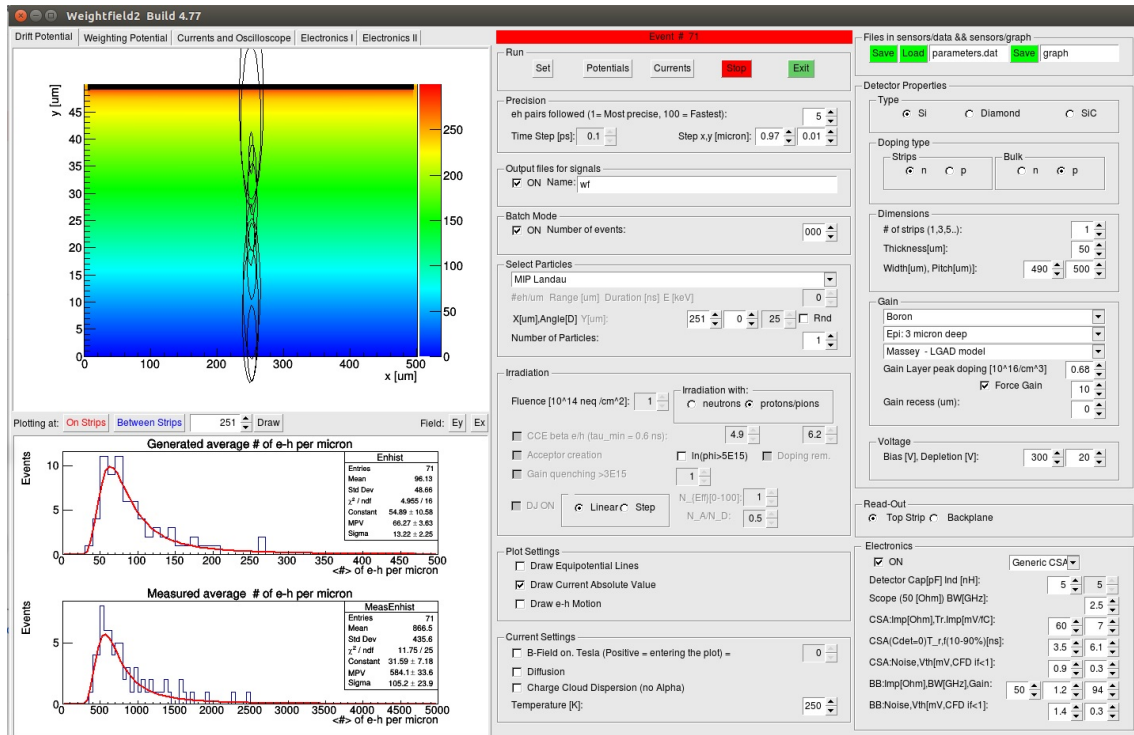 Weightfield2 Build 4.77
Drift Potential Weighting Potential Currents and Oscilloscope Electronics I Electronics II
y [um]
45
40
35
30
25
20
15
10
5
0
0 100 200 300 400 500
x [um]
250
200
150
100
50
0
Plotting at: On Strips Between Strips 251 Draw Field: Ey Ex
Generated average # of e-h per micron
Events
10
5
0
0 50 100 150 200 250 300 350 400 450 500
<#> of e-h per micron
Enhist
Entries 71
Mean 96.13
Std Dev 48.66
χ² / ndf 4.955 / 16
Constant 54.89 ± 10.58
MPV 66.27 ± 3.63
Sigma 13.22 ± 2.25
Measured average # of e-h per micron
Events
8
6
4
2
0
0 500 1000 1500 2000 2500 3000 3500 4000 4500 5000
<#> of e-h per micron
MeasEnhist
Entries 71
Mean 866.5
Std Dev 435.6
χ² / ndf 11.75 / 25
Constant 31.59 ± 7.18
MPV 584.1 ± 33.6
Sigma 105.2 ± 23.9
Event # 71
Run
Set Potentials Currents Stop Exit
Precision
eh pairs followed (1= Most precise, 100 = Fastest): 5
Time Step [ps]: 0.1 Step x,y [micron] 0.97 0.01
Output files for signals
ON Name: wf
Batch Mode
ON Number of events: 000
Select Particles
MIP Landau
#eh/um Range [um] Duration [ns] E [keV] 0
X[um],Angle[D] Y[um]: 251 0 25 Rnd
Number of Particles: 1
Irradiation
Fluence [10^14 neq /cm^2]: 1
Irradiation with:
neutrons protons/pions
CCE beta e/h (tau_min = 0.6 ns): 4.9 6.2
Acceptor creation ln(phi>5E15) Doping rem.
Gain quenching >3E15 1
DJ ON Linear Step
N_(Eff)[0-100]: 1
N_A/N_D: 0.5
Plot Settings
Draw Equipotential Lines
Draw Current Absolute Value
Draw e-h Motion
Current Settings
B-Field on. Tesla (Positive = entering the plot) = 0
Diffusion
Charge Cloud Dispersion (no Alpha)
Temperature [K]: 250
Files in sensors/data && sensors/graph
Save Load parameters.dat Save graph
Detector Properties
Type
Si Diamond SiC
Doping type
Strips Bulk
n p n p
Dimensions
# of strips (1,3,5..): 1
Thickness[um]: 50
Width(um), Pitch(um)]: 490 500
Gain
Boron
Epi: 3 micron deep
Massey - LGAD model
Gain Layer peak doping [10^16/cm^3] 0.68
Force Gain 10
Gain recess (um): 0
Voltage
Bias [V], Depletion [V]: 300 20
Read-Out
Top Strip Backplane
Electronics
ON Generic CSA
Detector Cap[pF] Ind [nH]: 5 5
Scope (50 [Ohm]) BW[GHz]: 2.5
CSA:Imp[Ohm],Tr.Imp[mV/fC]: 60 7
CSA(Cdet=0)T_r,f(10-90%)[ns]: 3.5 6.1
CSA:Noise,Vth[mV,CFD if<1]: 0.9 0.3
BB:Imp[Ohm],BW[GHz],Gain: 50 1.2 94
BB:Noise,Vth[mV,CFD if<1]: 1.4 0.3